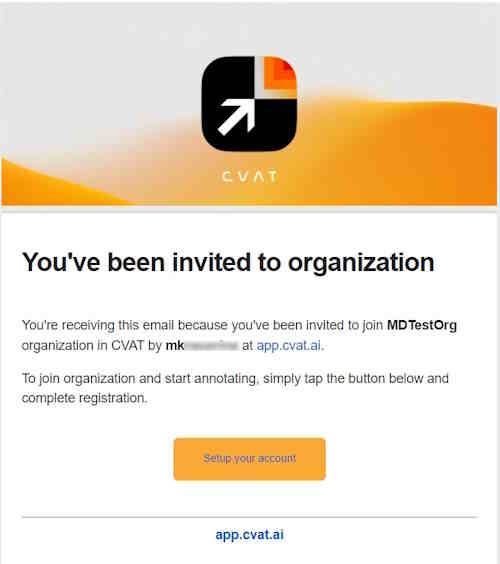 CVAT
You've been invited to organization
You're receiving this email because you've been invited to join MDTestOrg
organization in CVAT by mk at app.cvat.ai.
To join organization and start annotating, simply tap the button below and
complete registration.
Setup your account
app.cvat.ai